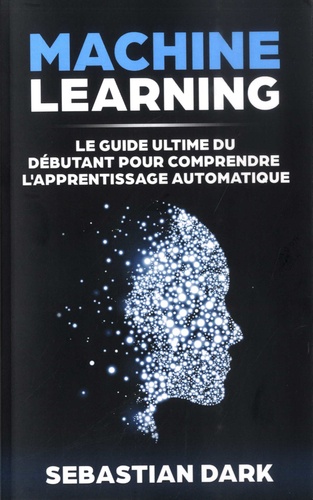 MACHINE
LEARNING
LE GUIDE ULTIME DU
DÉBUTANT POUR COMPRENDRE
L'APPRENTISSAGE AUTOMATIQUE
SEBASTIAN DARK